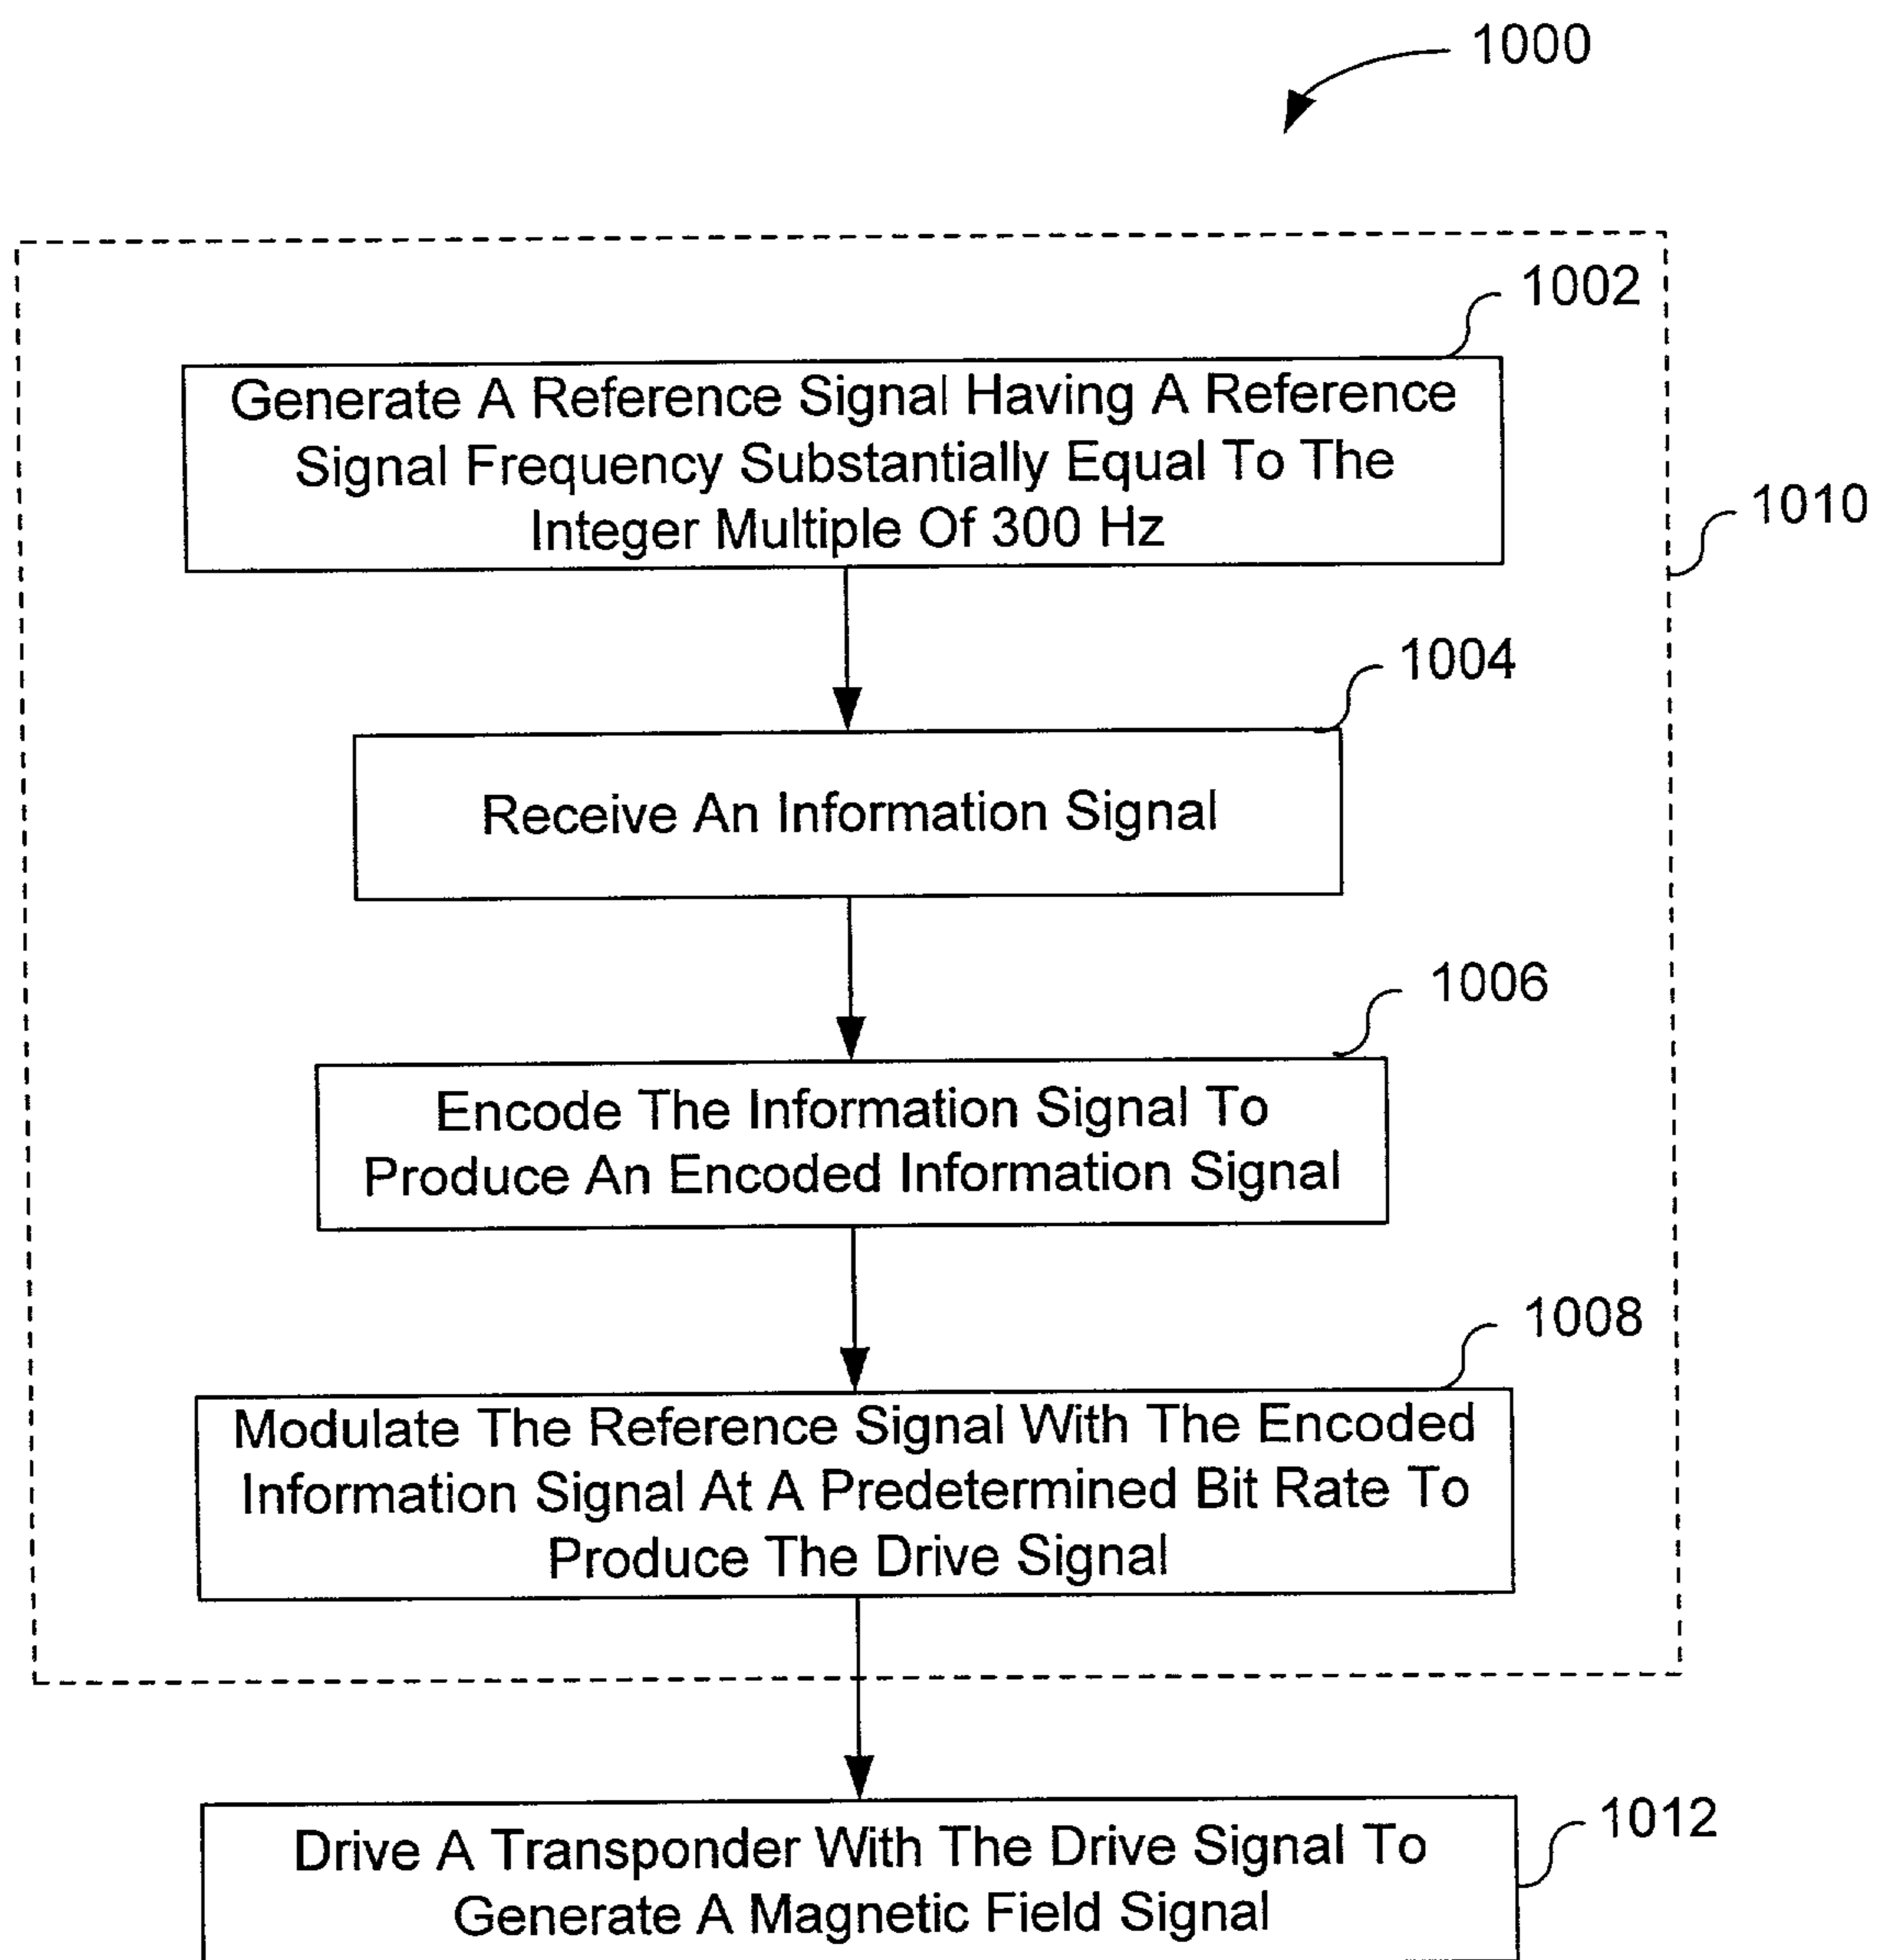 1000
1002
Generate A Reference Signal Having A Reference
Signal Frequency Substantially Equal To The
Integer Multiple Of 300 Hz
1010
1004
Receive An Information Signal
1006
Encode The Information Signal To
Produce An Encoded Information Signal
1008
Modulate The Reference Signal With The Encoded
Information Signal At A Predetermined Bit Rate To
Produce The Drive Signal
1012
Drive A Transponder With The Drive Signal To
Generate A Magnetic Field Signal